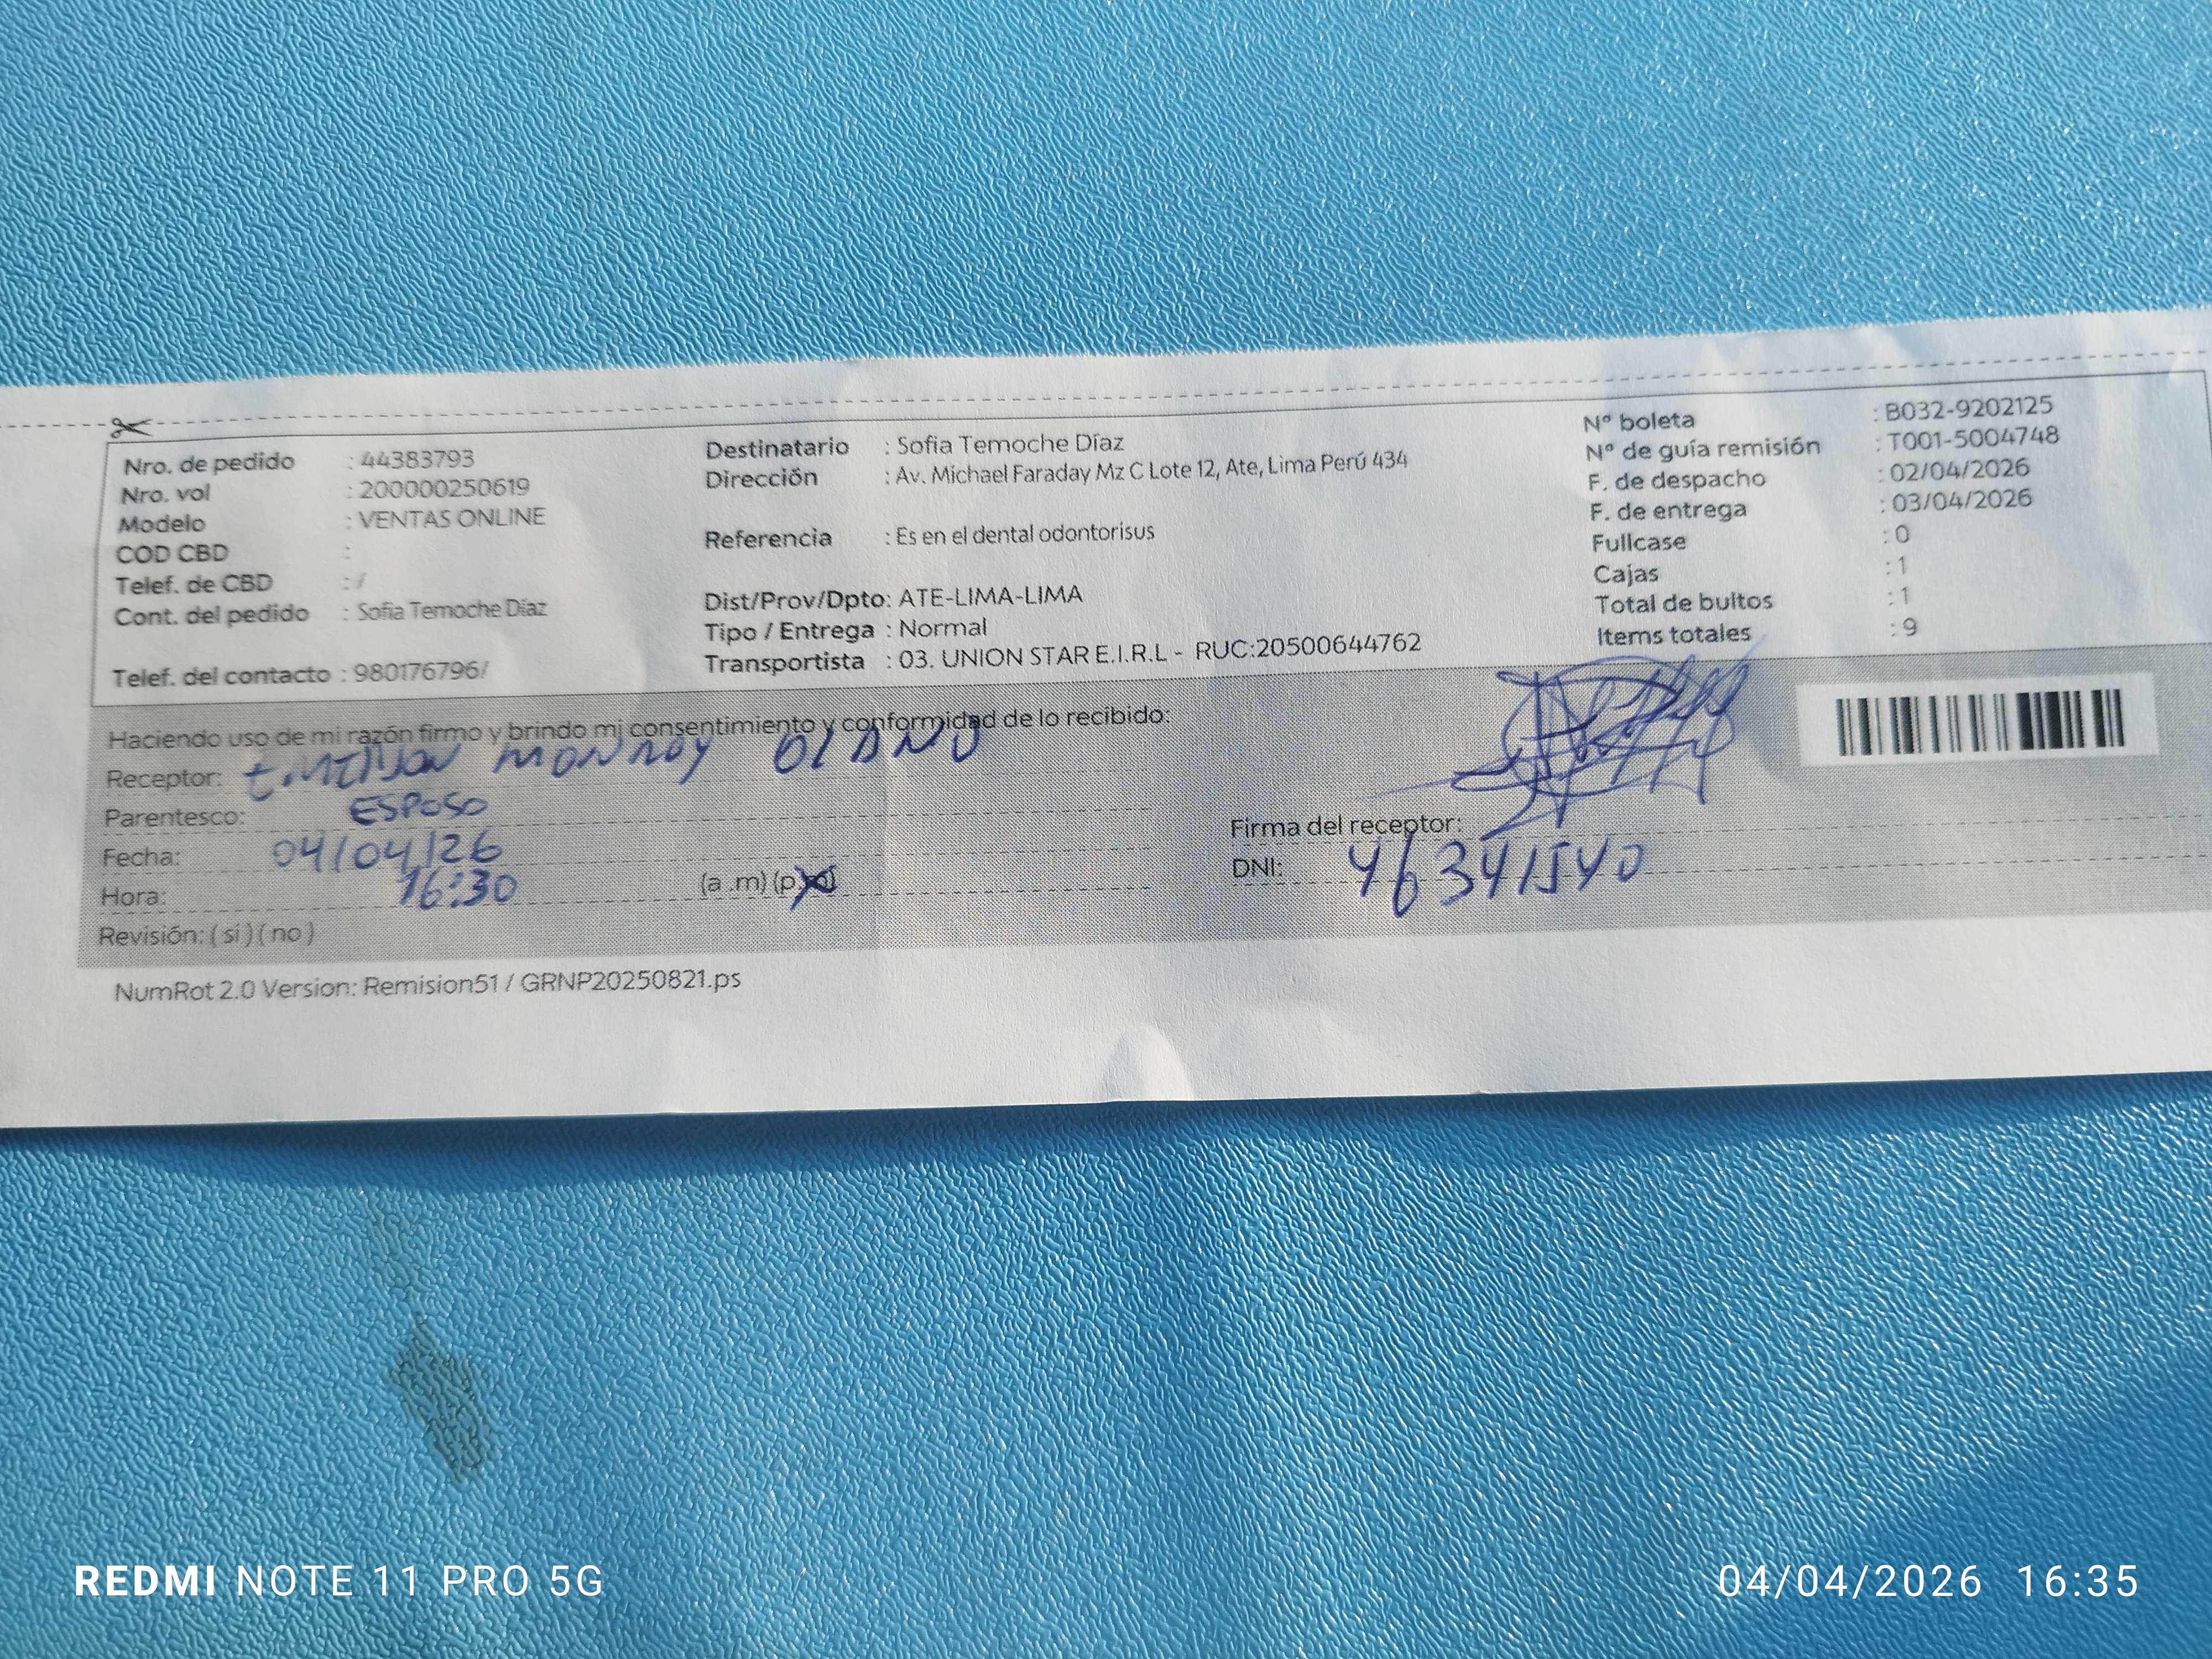 Nro. de pedido : 44383793
Nro. vol : 200000250619
Modelo : VENTAS ONLINE
COD CBD :
Telef. de CBD : /
Cont. del pedido : Sofia Temoche Díaz
Telef. del contacto : 980176796/
Destinatario : Sofia Temoche Díaz
Dirección : Av. Michael Faraday Mz C Lote 12, Ate, Lima Perú 434
Referencia : Es en el dental odontorisus
Dist/Prov/Dpto: ATE-LIMA-LIMA
Tipo / Entrega : Normal
Transportista : 03. UNION STAR E.I.R.L - RUC:20500644762
Nº boleta : B032-9202125
Nº de guía remisión : T001-5004748
F. de despacho : 02/04/2026
F. de entrega : 03/04/2026
Fullcase : 0
Cajas : 1
Total de bultos : 1
Items totales : 9
Haciendo uso de mi razón firmo y brindo mi consentimiento y conformidad de lo recibido:
Receptor: MONROY OLANO
Parentesco: ESPOSO
Fecha: 04/04/26
Hora: 16:30 (a .m) (p.m)
Revisión: ( si ) ( no )
Firma del receptor:
DNI: 46341540
NumRot 2.0 Version: Remision51 / GRNP20250821.ps
REDMI NOTE 11 PRO 5G
04/04/2026 16:35